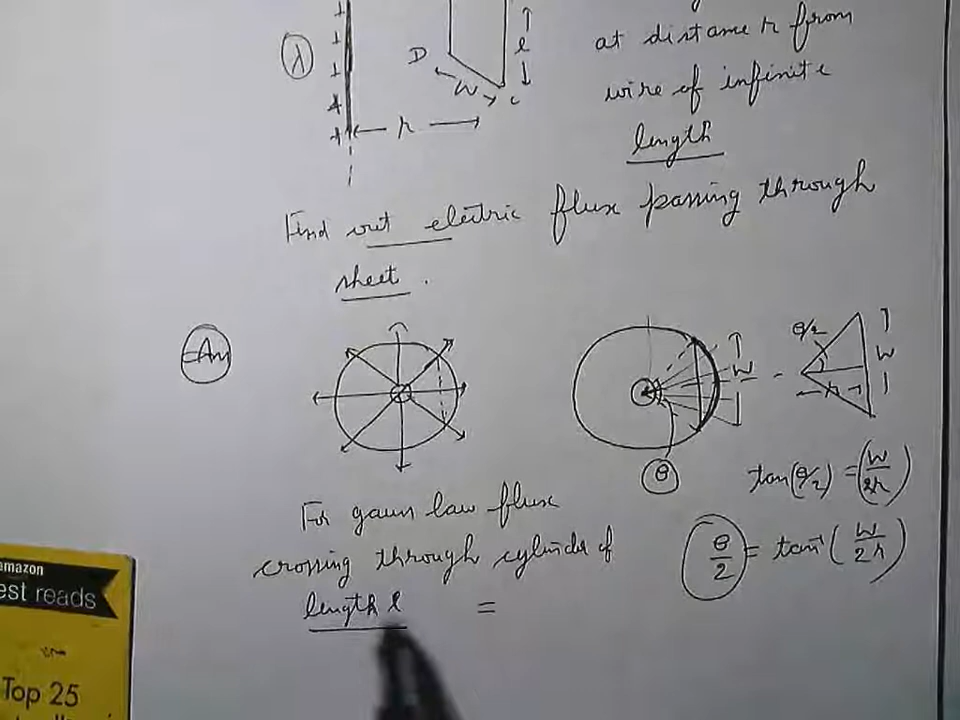 λ
D
l
w
c
r
at distance r from
wire of infinite
length
Find out electric flux passing through
sheet.
Ans
θ/2
w
w
r
θ
tan(θ/2) = (w/2r)
For gauss law flux
crossing through cylinder of
length l =
θ/2 = tan⁻¹(w/2r)
amazon
est reads
Top 25